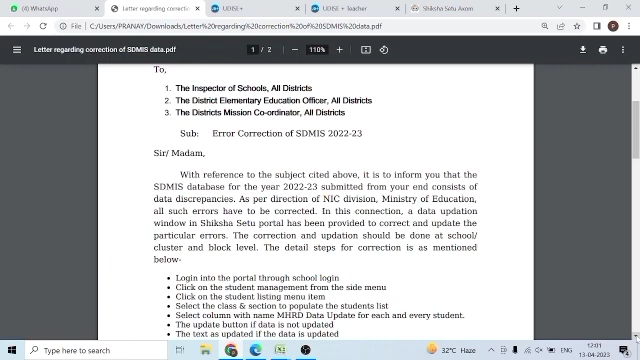 (4) WhatsApp
Letter regarding correction of S
UDISE+
UDISE + Teacher
Shiksha Setu Axom
File | C:/Users/PRANAY/Downloads/Letter%20regarding%20correction%20of%20SDMIS%20data.pdf
Letter regarding correction of SDMIS data.pdf
1 / 2
110%
To,
1. The Inspector of Schools, All Districts
2. The District Elementary Education Officer, All Districts
3. The Districts Mission Co-ordinator, All Districts
Sub: Error Correction of SDMIS 2022-23
Sir/ Madam,
With reference to the subject cited above, it is to inform you that the
SDMIS database for the year 2022-23 submitted from your end consists of
data discrepancies. As per direction of NIC division, Ministry of Education,
all such errors have to be corrected. In this connection, a data updation
window in Shiksha Setu portal has been provided to correct and update the
particular errors. The correction and updation should be done at school/
cluster and block level. The detail steps for correction is as mentioned
below-
• Login into the portal through school login
• Click on the student management from the side menu
• Click on the student listing menu item
• Select the class & section to populate the students list
• Select column with name MHRD Data Update for each and every student.
• The update button if data is not updated
• The text as updated if the data is updated
Type here to search
32°C Haze
ENG
12:01
13-04-2023